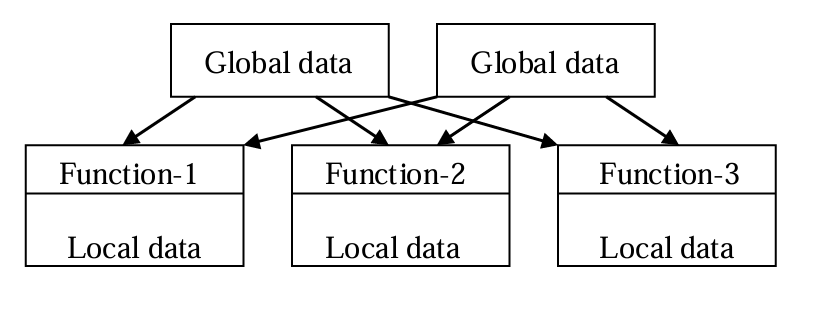 Global data
Global data
Function-1
Function-2
Function-3
Local data
Local data
Local data